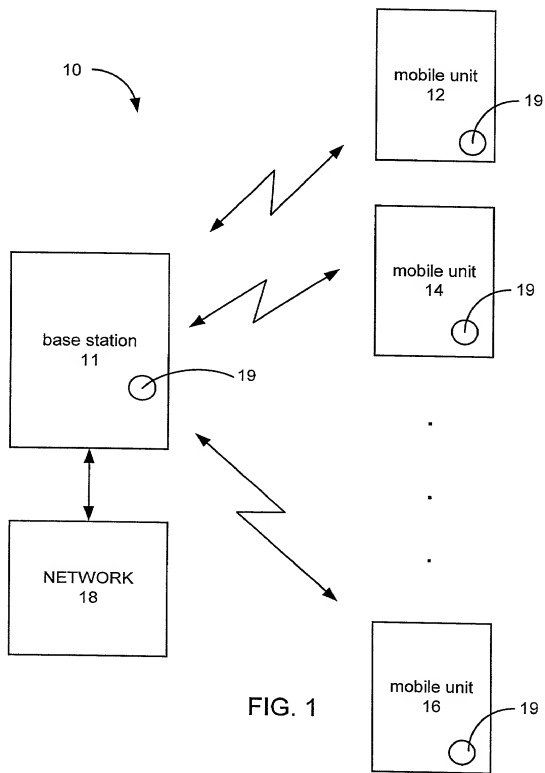 10
mobile unit
12
19
mobile unit
14
19
base station
11
19
NETWORK
18
mobile unit
16
19
FIG. 1